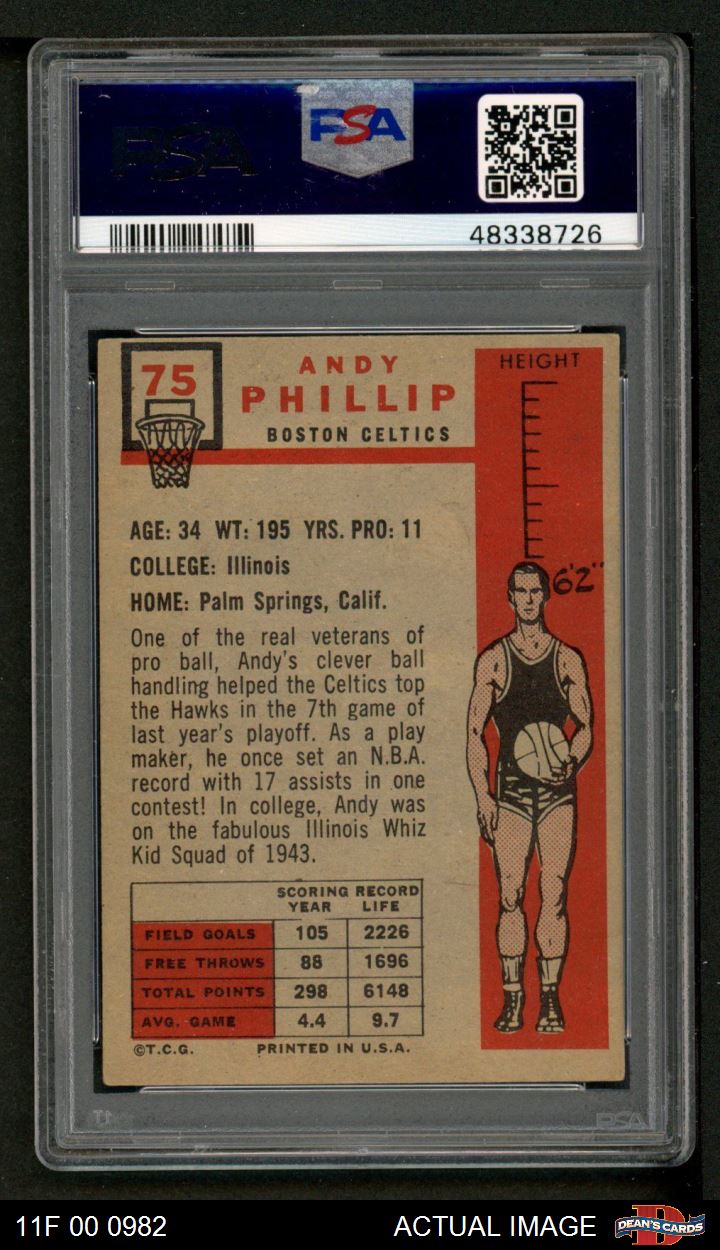 PSA
PSA
48338726
75
ANDY
PHILLIP
BOSTON CELTICS
HEIGHT
6'2"
AGE: 34 WT: 195 YRS. PRO: 11
COLLEGE: Illinois
HOME: Palm Springs, Calif.
One of the real veterans of
pro ball, Andy's clever ball
handling helped the Celtics top
the Hawks in the 7th game of
last year's playoff. As a play
maker, he once set an N.B.A.
record with 17 assists in one
contest! In college, Andy was
on the fabulous Illinois Whiz
Kid Squad of 1943.
SCORING RECORD
YEAR LIFE
FIELD GOALS 105 2226
FREE THROWS 88 1696
TOTAL POINTS 298 6148
AVG. GAME 4.4 9.7
©T.C.G. PRINTED IN U.S.A.
PSA
11F 00 0982 ACTUAL IMAGE DEAN'S CARDS